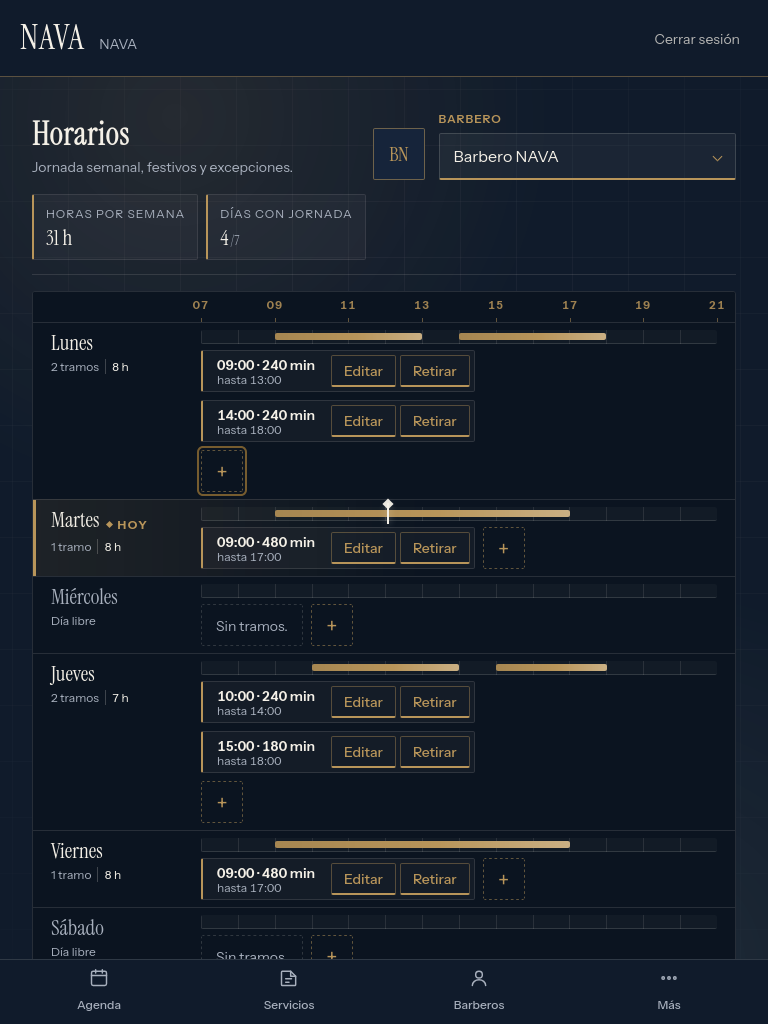 NAVA NAVA Cerrar sesión
Horarios
Jornada semanal, festivos y excepciones.
BN
BARBERO
Barbero NAVA
HORAS POR SEMANA
31 h
DÍAS CON JORNADA
4 /7
07 09 11 13 15 17 19 21
Lunes
2 tramos 8 h
09:00 · 240 min
hasta 13:00
Editar Retirar
14:00 · 240 min
hasta 18:00
Editar Retirar
+
Martes HOY
1 tramo 8 h
09:00 · 480 min
hasta 17:00
Editar Retirar +
Miércoles
Día libre
Sin tramos. +
Jueves
2 tramos 7 h
10:00 · 240 min
hasta 14:00
Editar Retirar
15:00 · 180 min
hasta 18:00
Editar Retirar
+
Viernes
1 tramo 8 h
09:00 · 480 min
hasta 17:00
Editar Retirar +
Sábado
Día libre
Sin tramos. +
Agenda Servicios Barberos Más